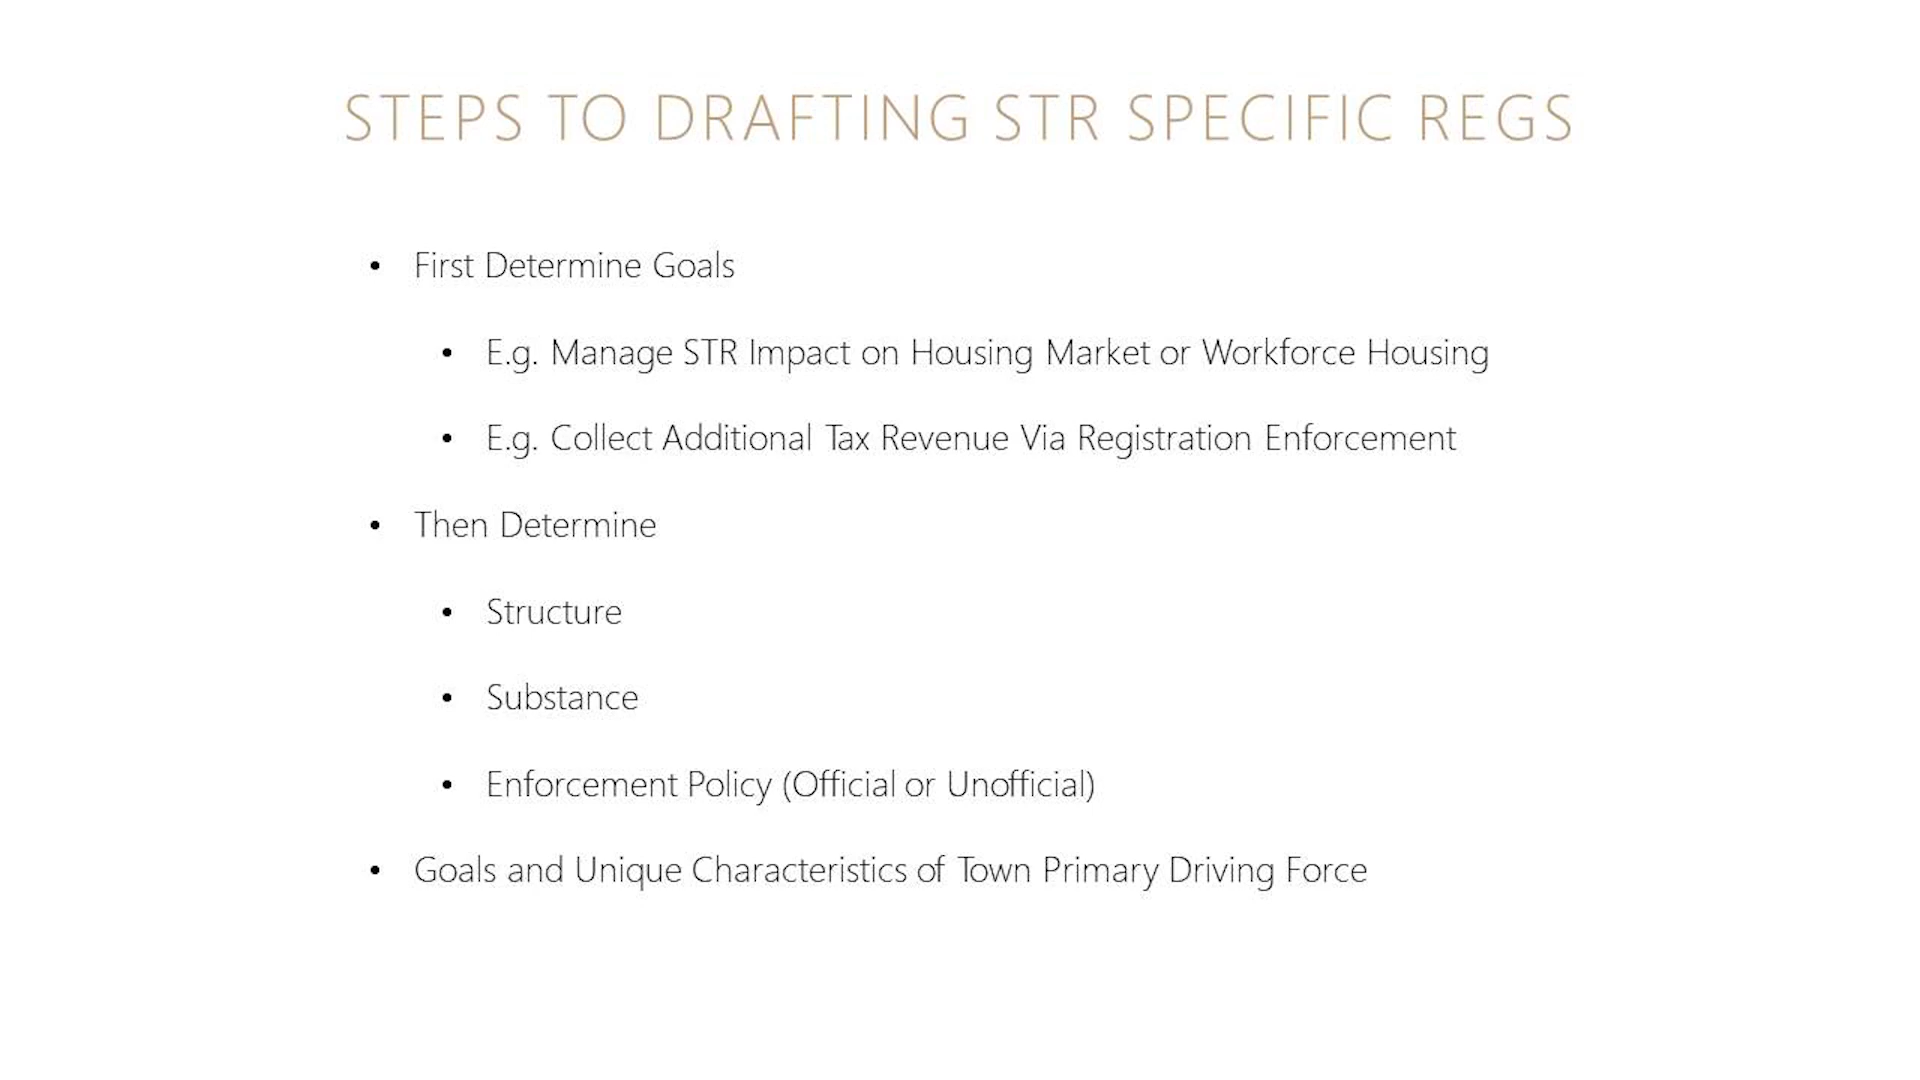 STEPS TO DRAFTING STR SPECIFIC REGS
• First Determine Goals
• E.g. Manage STR Impact on Housing Market or Workforce Housing
• E.g. Collect Additional Tax Revenue Via Registration Enforcement
• Then Determine
• Structure
• Substance
• Enforcement Policy (Official or Unofficial)
• Goals and Unique Characteristics of Town Primary Driving Force